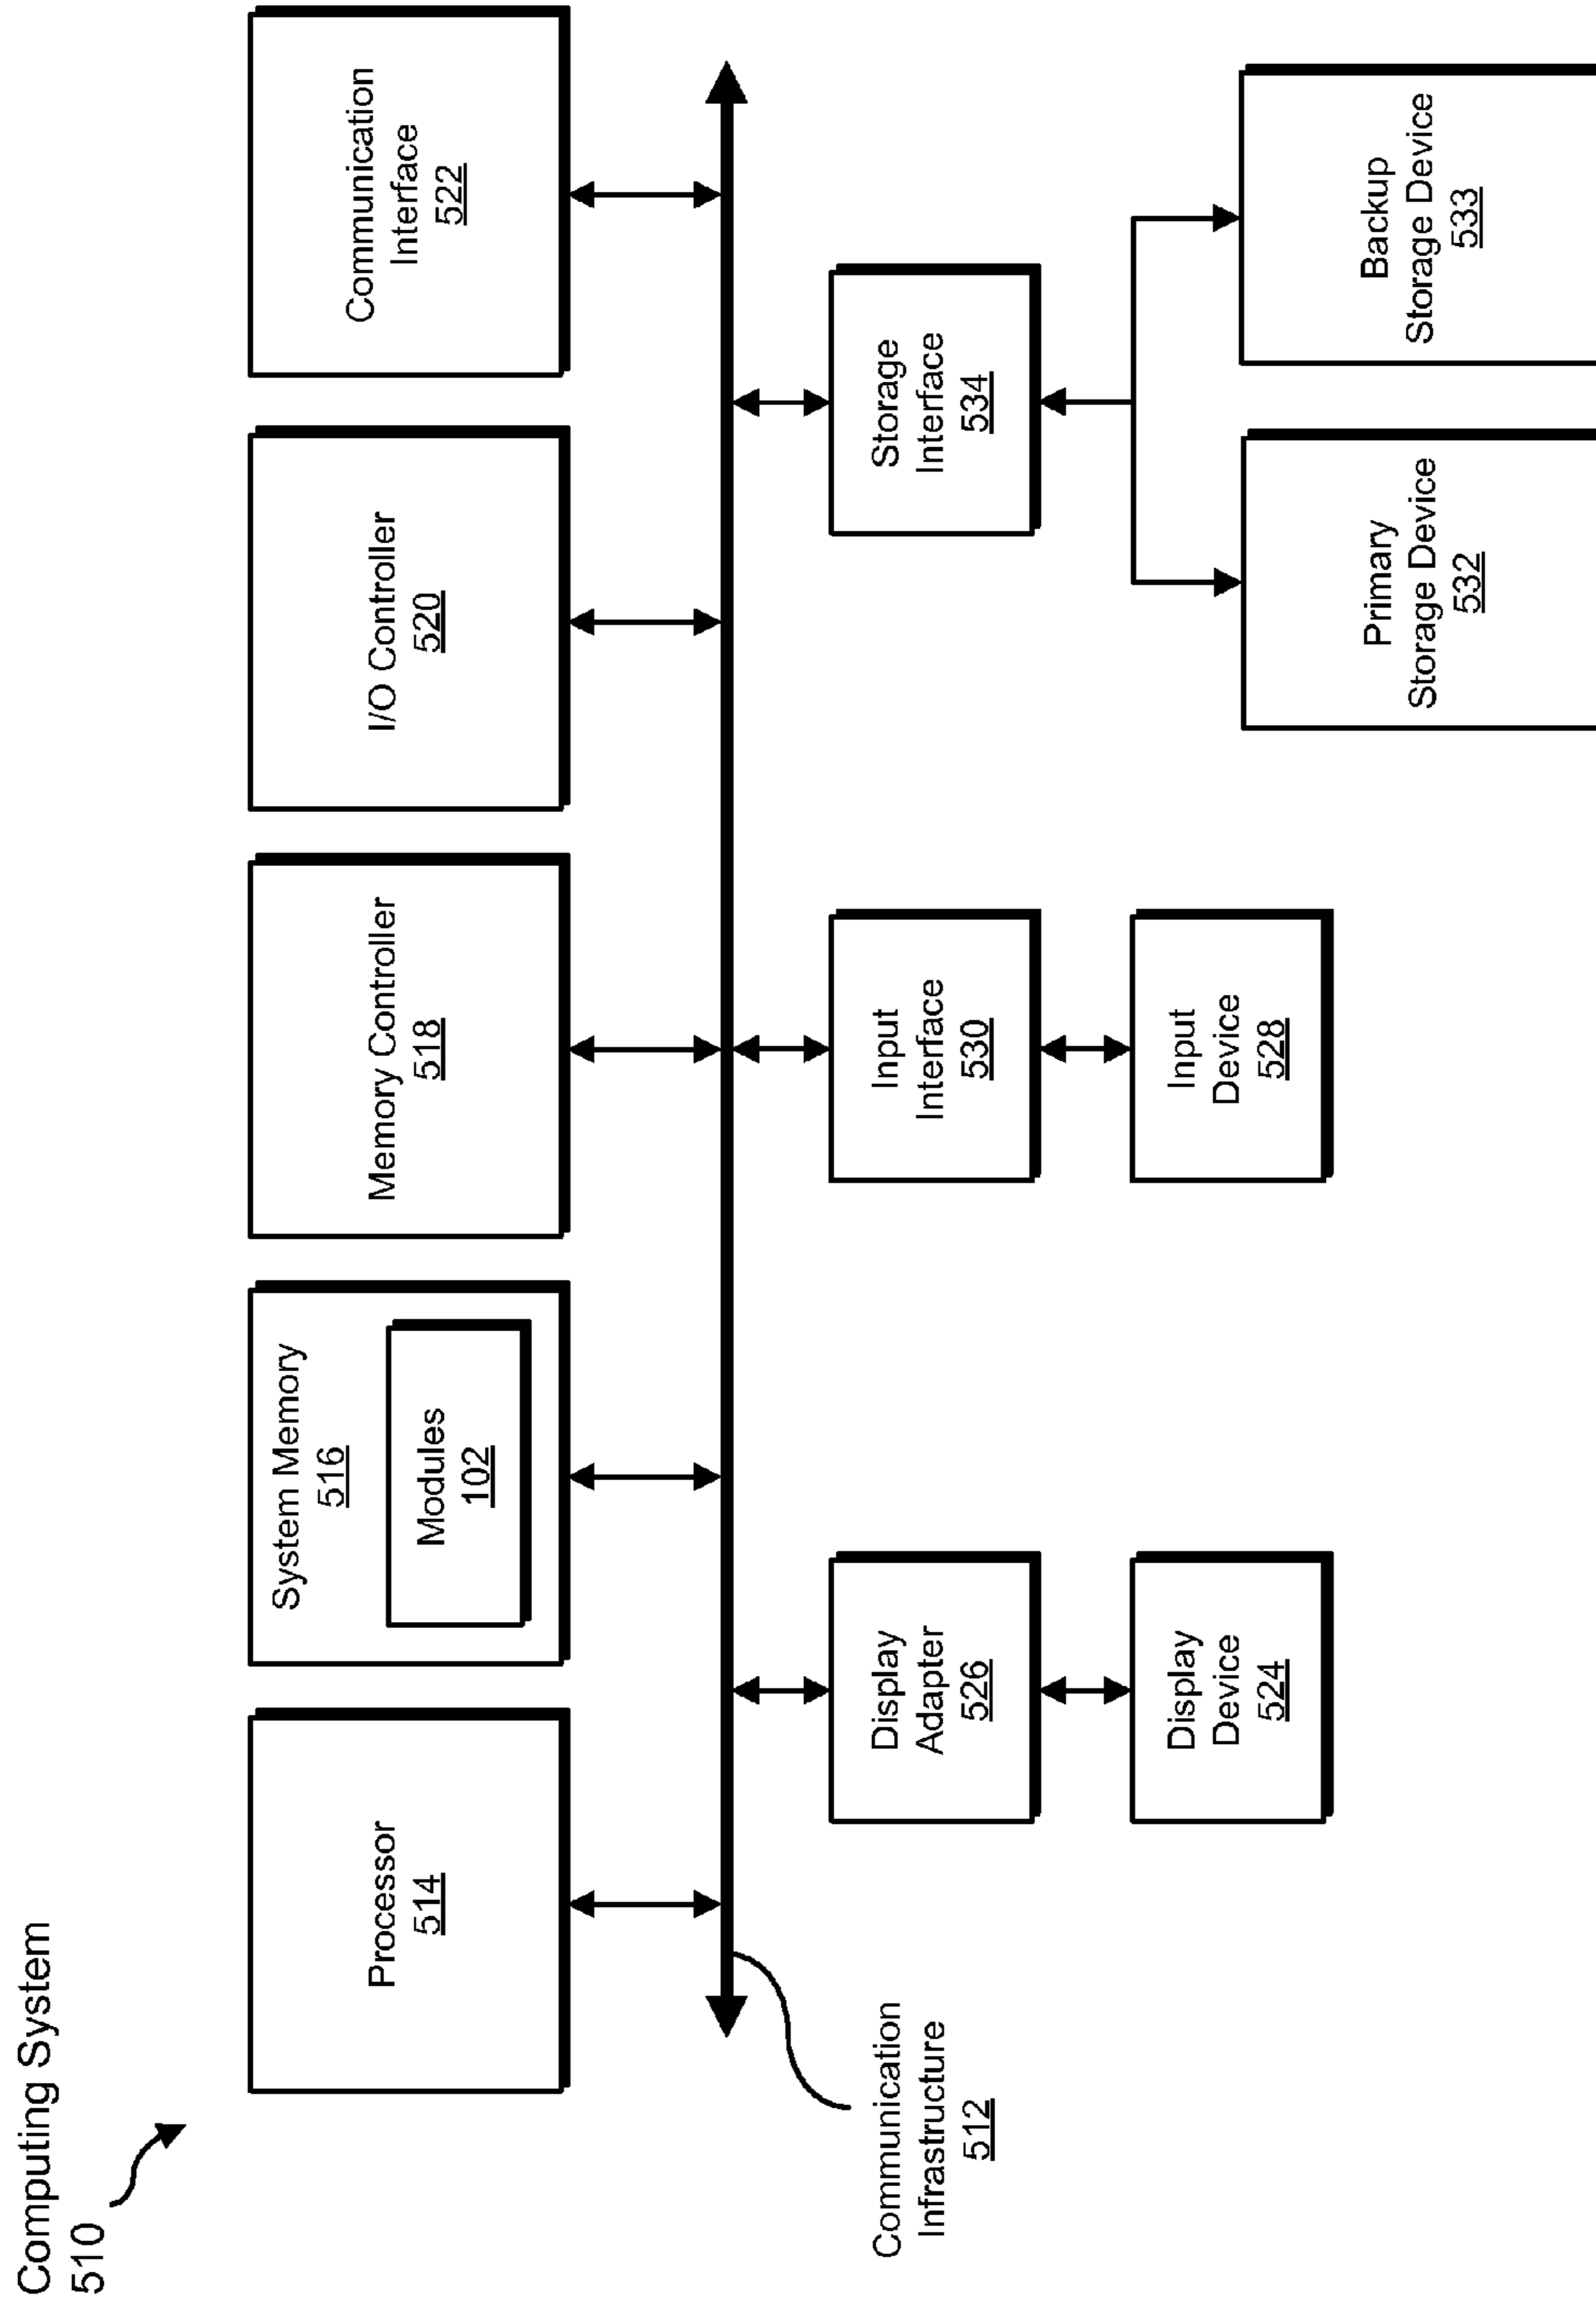 Computing System
510
Processor
514
System Memory
516
Modules
102
Memory Controller
518
I/O Controller
520
Communication
Interface
522
Communication
Infrastructure
512
Display
Adapter
526
Input
Interface
530
Storage
Interface
534
Display
Device
524
Input
Device
528
Primary
Storage Device
532
Backup
Storage Device
533